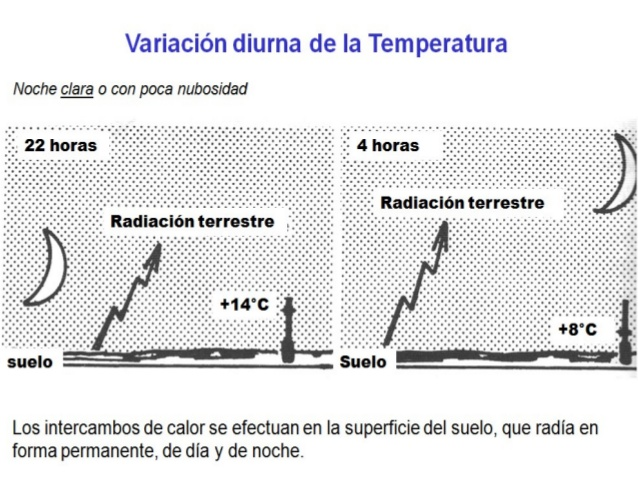 Variación diurna de la Temperatura
Noche clara o con poca nubosidad
22 horas
Radiación terrestre
+14°C
suelo
4 horas
Radiación terrestre
+8°C
Suelo
Los intercambos de calor se efectuan en la superficie del suelo, que radía en
forma permanente, de día y de noche.